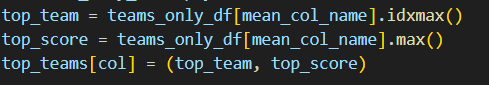 top_team = teams_only_df[mean_col_name].idxmax()
top_score = teams_only_df[mean_col_name].max()
top_teams[col] = (top_team, top_score)